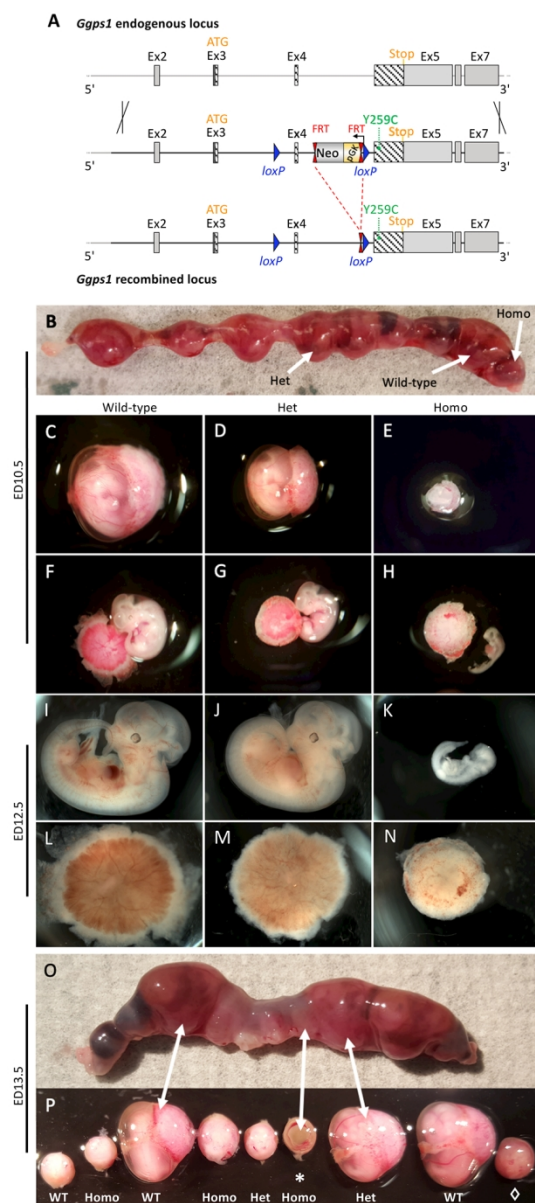 A
Ggps1 endogenous locus
ATG
Stop
Ex2 Ex3 Ex4 Ex5 Ex7
5' 3'
ATG
Y259C
Stop
Ex2 Ex3 Ex4 FRT FRT Ex5 Ex7
Neo PGK
5' loxP loxP 3'
ATG
Y259C
Stop
Ex2 Ex3 Ex4 Ex5 Ex7
5' loxP loxP 3'
Ggps1 recombined locus
B
Homo
Het
Wild-type
Wild-type Het Homo
ED10.5
C D E
F G H
ED12.5
I J K
L M N
ED13.5
O
P
*
WT Homo WT Homo Het Homo Het WT ◊